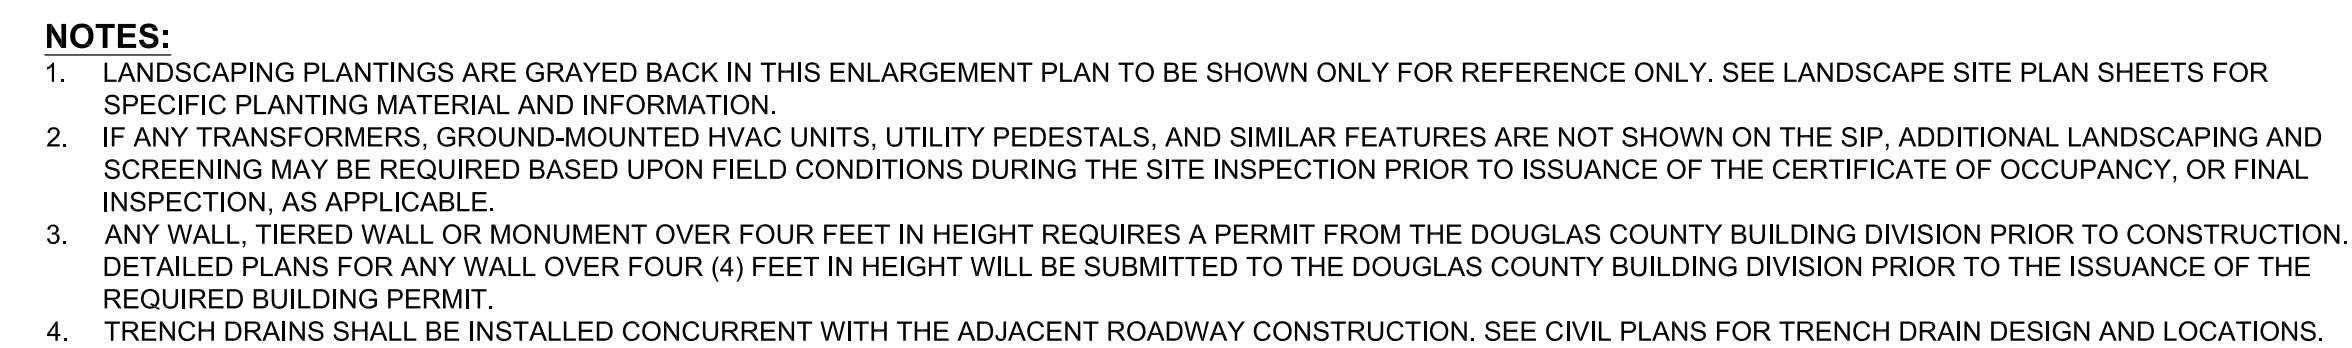 NOTES:
1. LANDSCAPING PLANTINGS ARE GRAYED BACK IN THIS ENLARGEMENT PLAN TO BE SHOWN ONLY FOR REFERENCE ONLY. SEE LANDSCAPE SITE PLAN SHEETS FOR
SPECIFIC PLANTING MATERIAL AND INFORMATION.
2. IF ANY TRANSFORMERS, GROUND-MOUNTED HVAC UNITS, UTILITY PEDESTALS, AND SIMILAR FEATURES ARE NOT SHOWN ON THE SIP, ADDITIONAL LANDSCAPING AND
SCREENING MAY BE REQUIRED BASED UPON FIELD CONDITIONS DURING THE SITE INSPECTION PRIOR TO ISSUANCE OF THE CERTIFICATE OF OCCUPANCY, OR FINAL
INSPECTION, AS APPLICABLE.
3. ANY WALL, TIERED WALL OR MONUMENT OVER FOUR FEET IN HEIGHT REQUIRES A PERMIT FROM THE DOUGLAS COUNTY BUILDING DIVISION PRIOR TO CONSTRUCTION.
DETAILED PLANS FOR ANY WALL OVER FOUR (4) FEET IN HEIGHT WILL BE SUBMITTED TO THE DOUGLAS COUNTY BUILDING DIVISION PRIOR TO THE ISSUANCE OF THE
REQUIRED BUILDING PERMIT.
4. TRENCH DRAINS SHALL BE INSTALLED CONCURRENT WITH THE ADJACENT ROADWAY CONSTRUCTION. SEE CIVIL PLANS FOR TRENCH DRAIN DESIGN AND LOCATIONS.